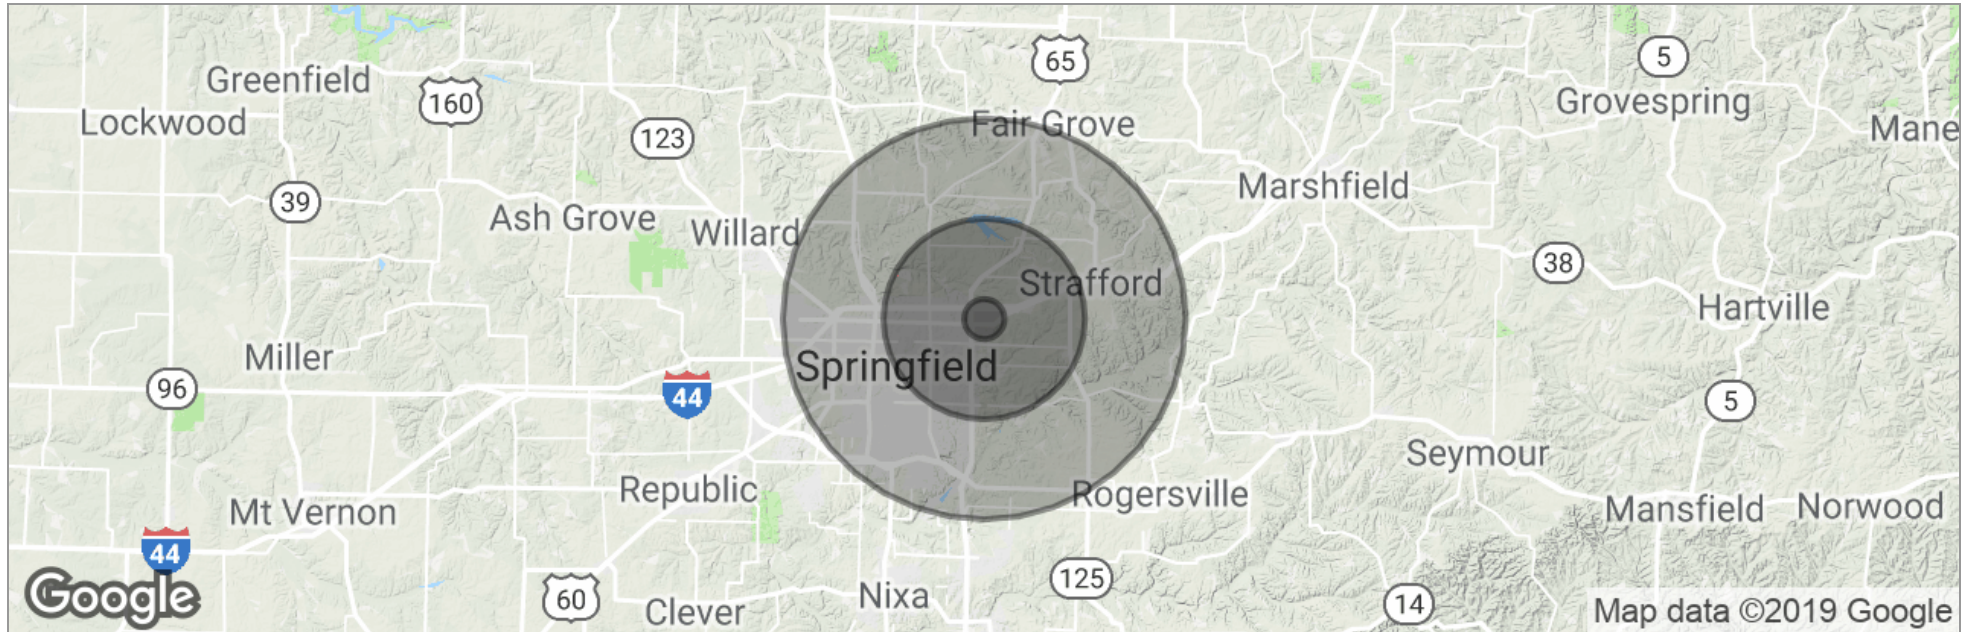 65
5
Greenfield
160
Grovespring
Lockwood
Fair Grove
Mane
123
Marshfield
39
Ash Grove
Willard
38
Strafford
Hartville
Miller
Springfield
96
44
5
Seymour
Republic
Rogersville
Mt Vernon
Mansfield
Norwood
44
125
Google
60
Nixa
14
Clever
Map data ©2019 Google